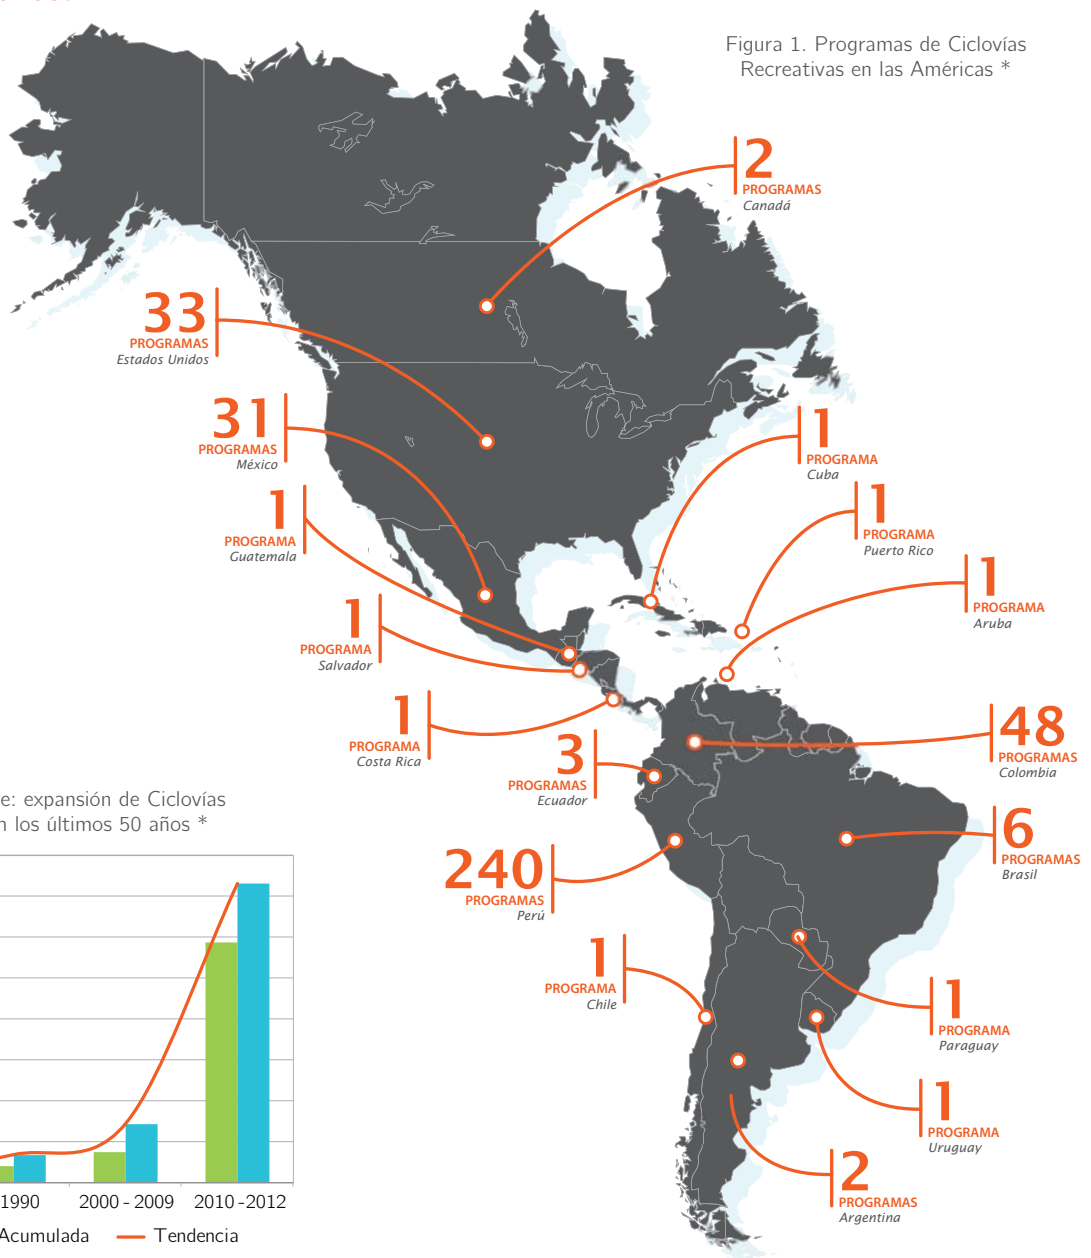 Figura 1. Programas de Ciclovías
Recreativas en las Américas *
2
PROGRAMAS
Canadá
33
PROGRAMAS
Estados Unidos
31
PROGRAMAS
México
1
PROGRAMA
Cuba
1
PROGRAMA
Guatemala
1
PROGRAMA
Puerto Rico
1
PROGRAMA
Aruba
1
PROGRAMA
Salvador
1
PROGRAMA
Costa Rica
48
PROGRAMAS
Colombia
3
PROGRAMAS
Ecuador
6
PROGRAMAS
Brasil
240
PROGRAMAS
Perú
1
PROGRAMA
Chile
1
PROGRAMA
Paraguay
1
PROGRAMA
Uruguay
2
PROGRAMAS
Argentina
e: expansión de Ciclovías
n los últimos 50 años *
1990 2000 - 2009 2010 -2012
Acumulada Tendencia